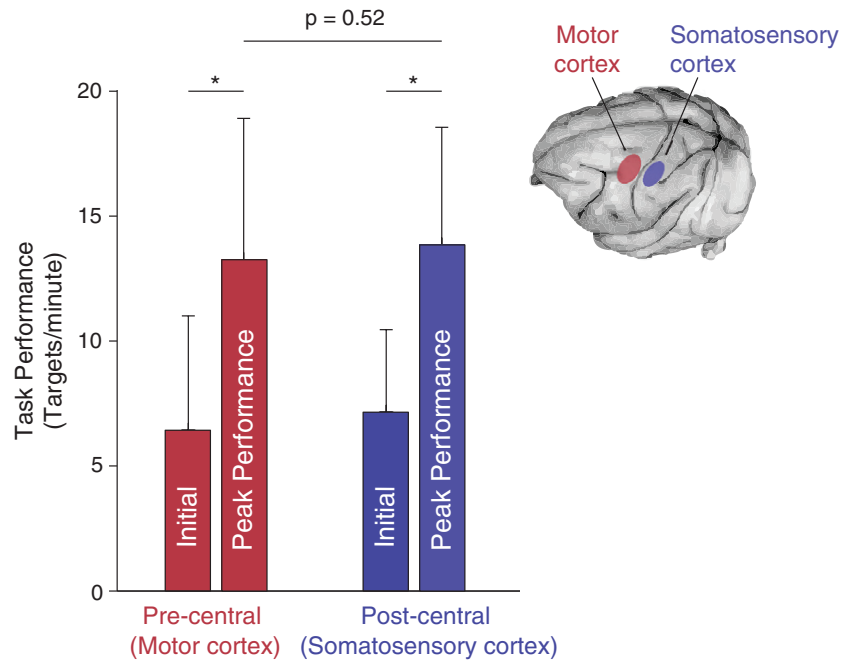 p = 0.52
*
*
Motor
cortex
Somatosensory
cortex
20
15
10
5
0
Task Performance
(Targets/minute)
Initial
Peak Performance
Initial
Peak Performance
Pre-central
(Motor cortex)
Post-central
(Somatosensory cortex)